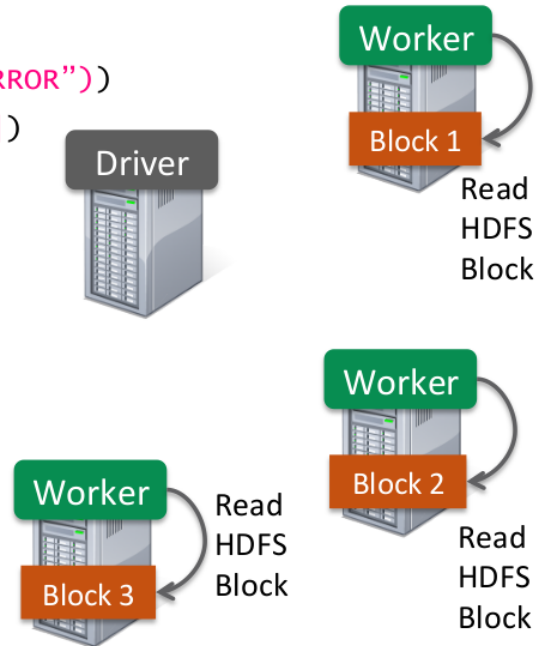 RROR”))
)
Driver
Worker
Block 1
Read
HDFS
Block
Worker
Block 2
Read
HDFS
Block
Worker
Block 3
Read
HDFS
Block